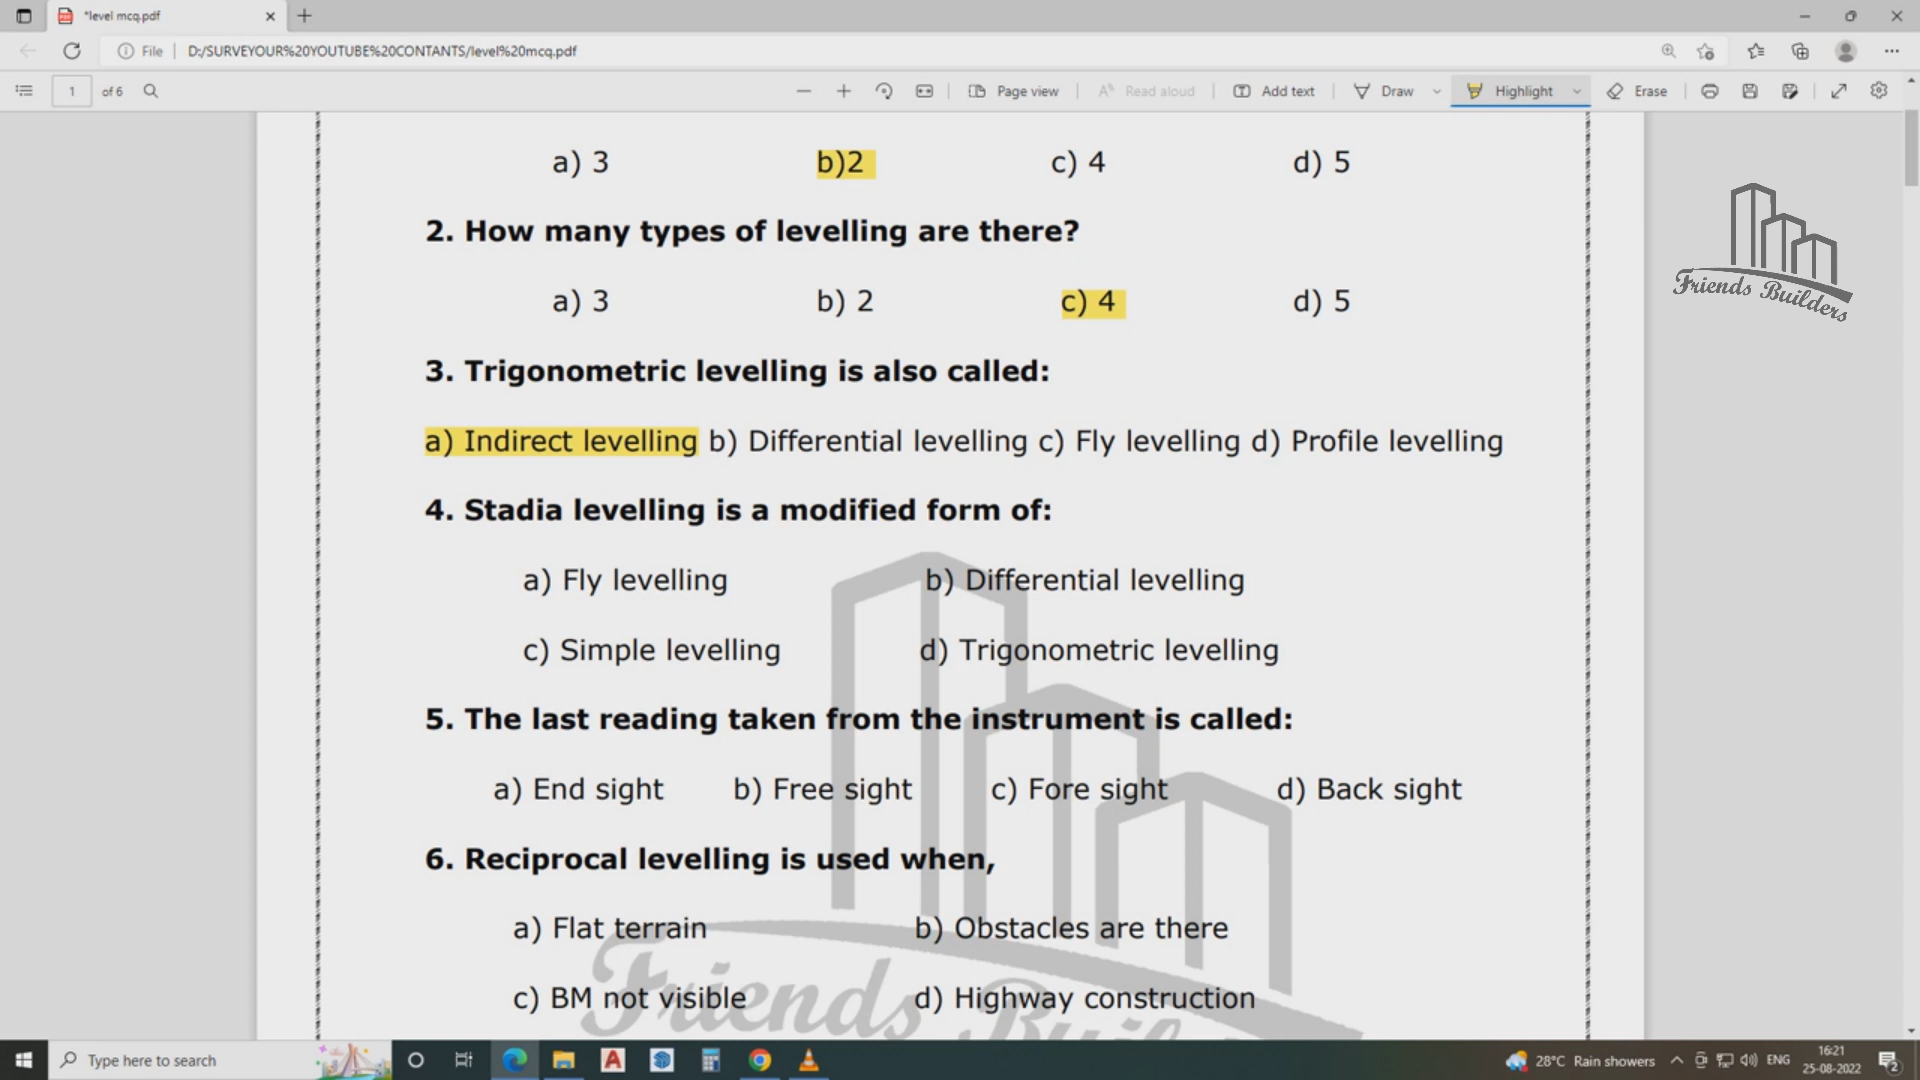 *level mcq.pdf
File D:/SURVEYOUR%20YOUTUBE%20CONTANTS/level%20mcq.pdf
1 of 6 Page view Read aloud Add text Draw Highlight Erase
a) 3 b)2 c) 4 d) 5
2. How many types of levelling are there?
a) 3 b) 2 c) 4 d) 5
3. Trigonometric levelling is also called:
a) Indirect levelling b) Differential levelling c) Fly levelling d) Profile levelling
4. Stadia levelling is a modified form of:
a) Fly levelling b) Differential levelling
c) Simple levelling d) Trigonometric levelling
5. The last reading taken from the instrument is called:
a) End sight b) Free sight c) Fore sight d) Back sight
6. Reciprocal levelling is used when,
a) Flat terrain b) Obstacles are there
c) BM not visible d) Highway construction
Friends Builders
Friends Builders
Type here to search 28°C Rain showers ENG 16:21
25-08-2022 2